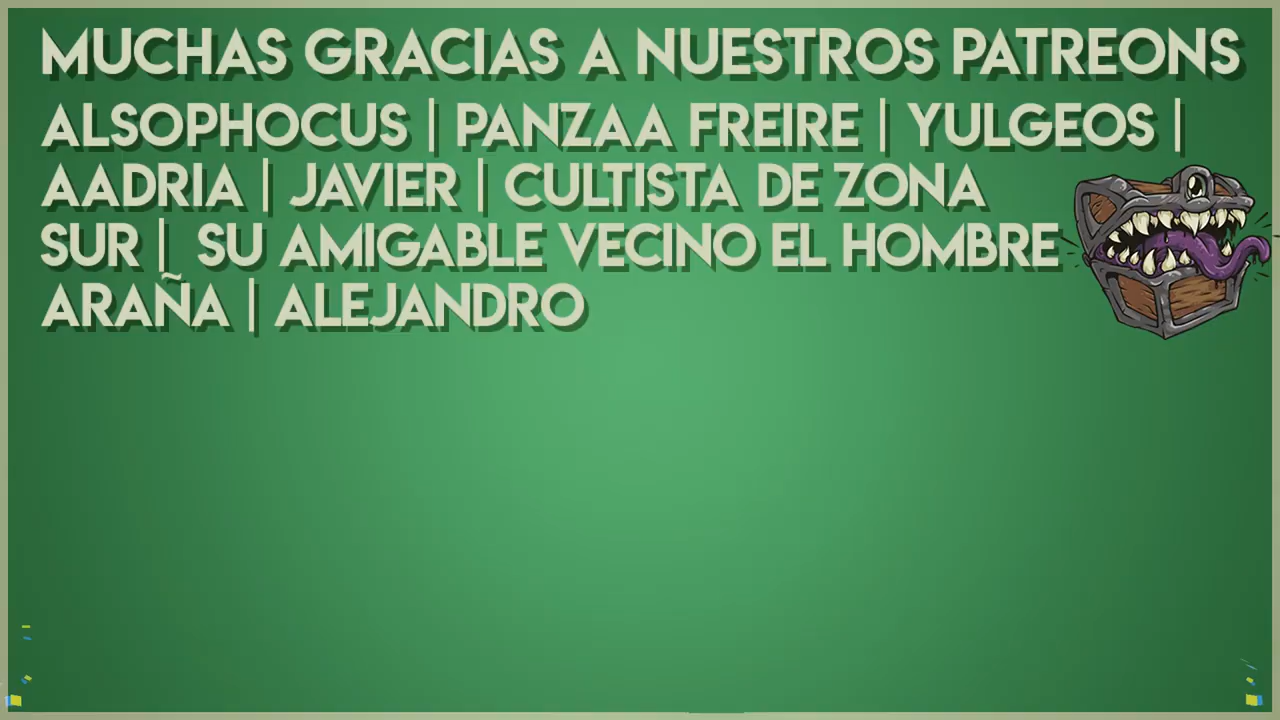 MUCHAS GRACIAS A NUESTROS PATREONS
ALSOPHOCUS | PANZAA FREIRE | YULGEOS |
AADRIA | JAVIER | CULTISTA DE ZONA
SUR | SU AMIGABLE VECINO EL HOMBRE
ARAÑA | ALEJANDRO